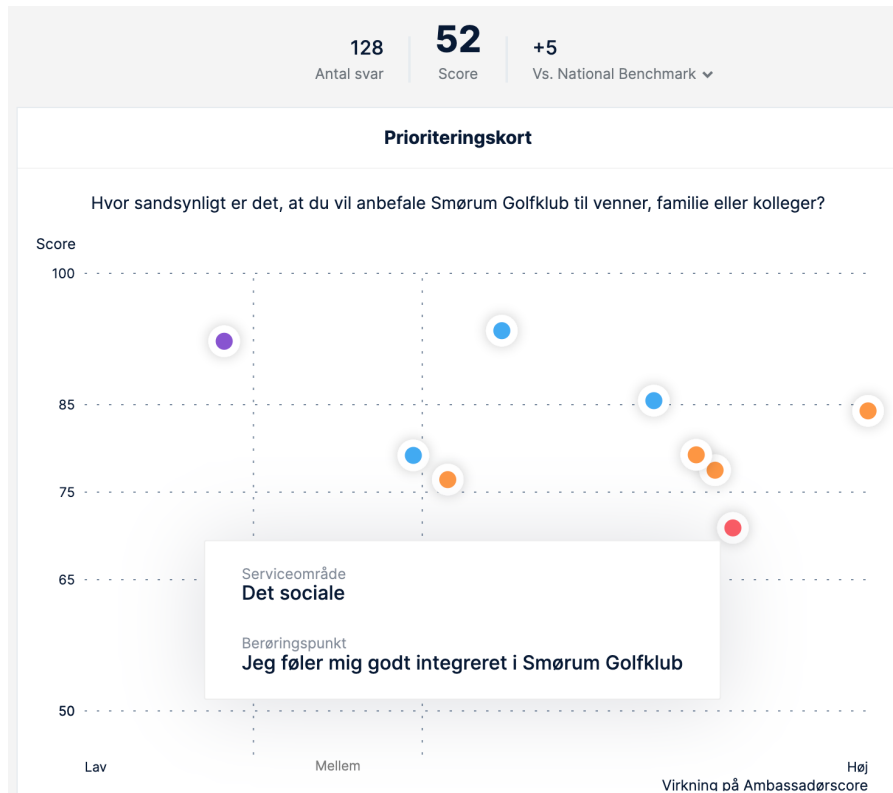 128
Antal svar
52
Score
+5
Vs. National Benchmark
Prioriteringskort
Hvor sandsynligt er det, at du vil anbefale Smørum Golfklub til venner, familie eller kolleger?
Score
100
85
75
65
50
Serviceområde
Det sociale
Berøringspunkt
Jeg føler mig godt integreret i Smørum Golfklub
Lav
Mellem
Høj
Virkning på Ambassadørscore